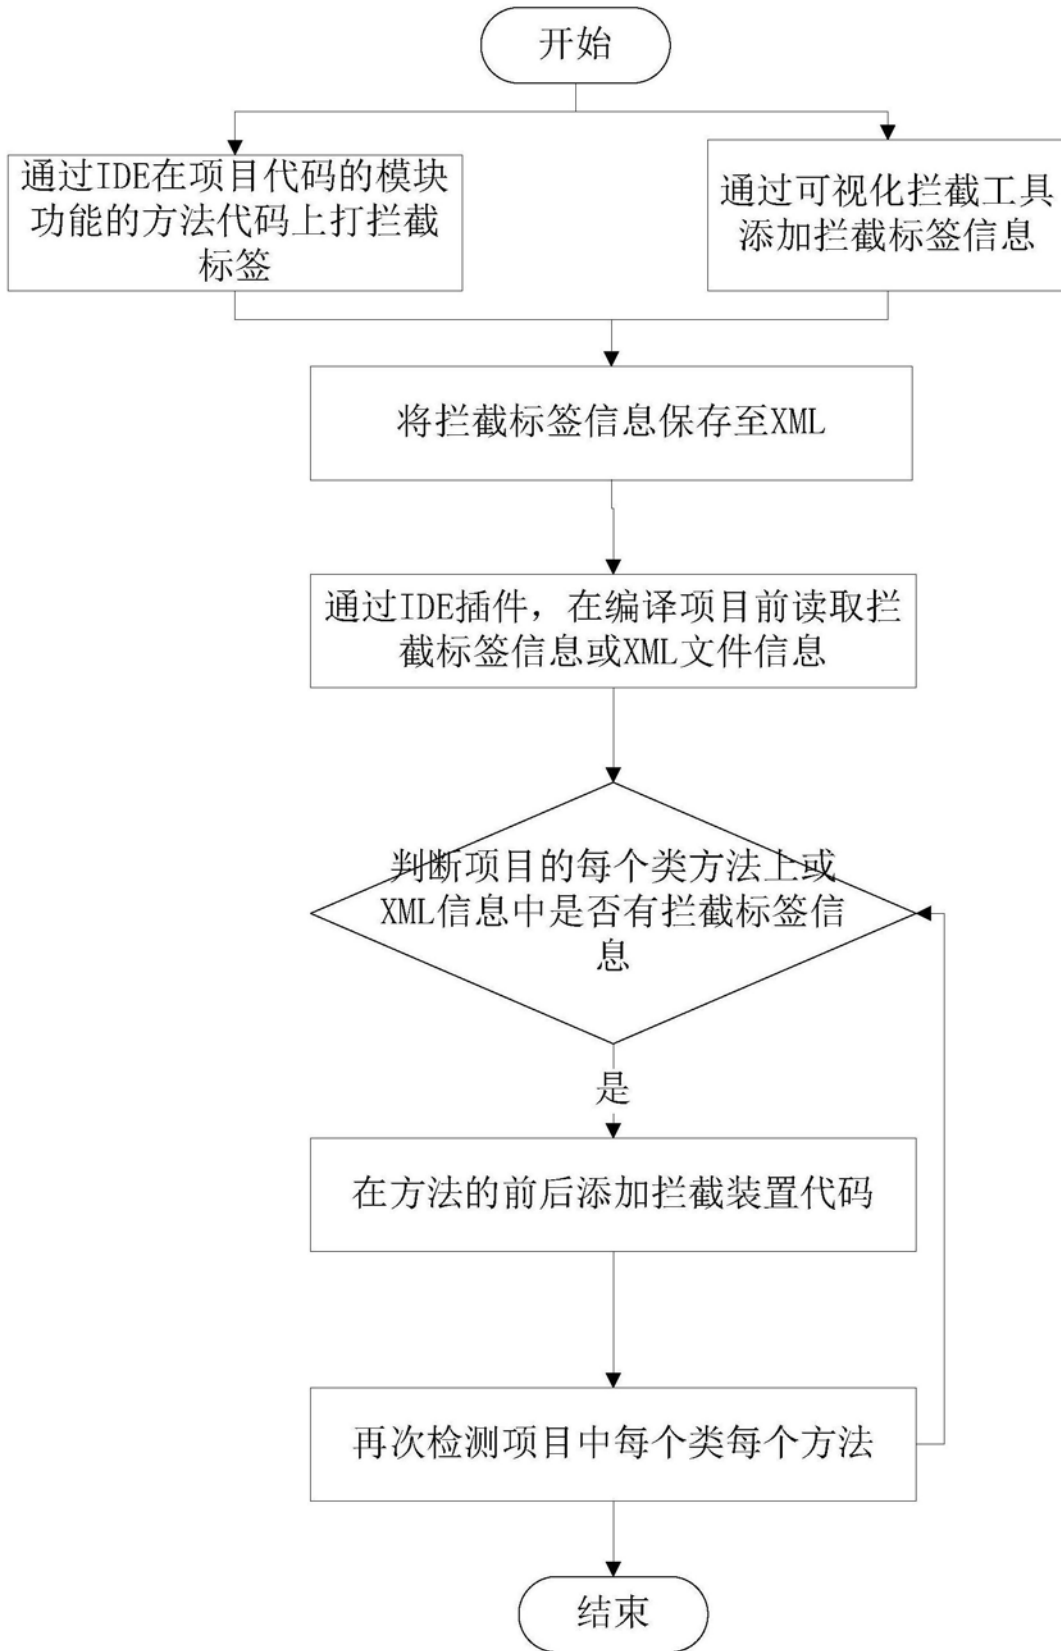 开始
通过IDE在项目代码的模块
功能的方法代码上打拦截
标签
通过可视化拦截工具
添加拦截标签信息
将拦截标签信息保存至XML
通过IDE插件，在编译项目前读取拦
截标签信息或XML文件信息
判断项目的每个类方法上或
XML信息中是否有拦截标签信
息
是
在方法的前后添加拦截装置代码
再次检测项目中每个类每个方法
结束